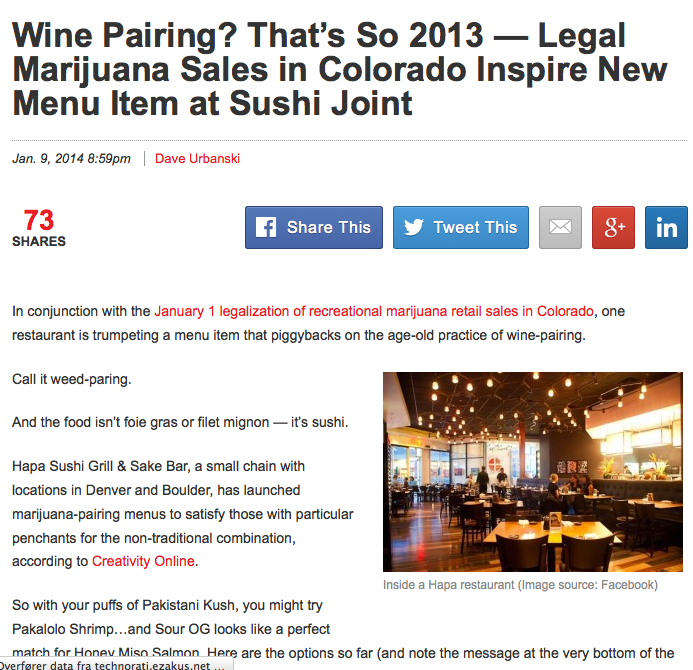 Wine Pairing? That's So 2013 — Legal
Marijuana Sales in Colorado Inspire New
Menu Item at Sushi Joint
Jan. 9, 2014 8:59pm
Dave Urbanski
73
SHARES
Share This
Tweet This
g+
in
In conjunction with the January 1 legalization of recreational marijuana retail sales in Colorado, one
restaurant is trumpeting a menu item that piggybacks on the age-old practice of wine-pairing.
Call it weed-paring.
And the food isn't foie gras or filet mignon — it's sushi.
Hapa Sushi Grill & Sake Bar, a small chain with
locations in Denver and Boulder, has launched
marijuana-pairing menus to satisfy those with particular
penchants for the non-traditional combination,
according to Creativity Online.
Inside a Hapa restaurant (Image source: Facebook)
So with your puffs of Pakistani Kush, you might try
Pakalolo Shrimp…and Sour OG looks like a perfect
match for Honey Miso Salmon. Here are the options so far (and note the message at the very bottom of the
Overfører data fra technorati.ezakus.net ...